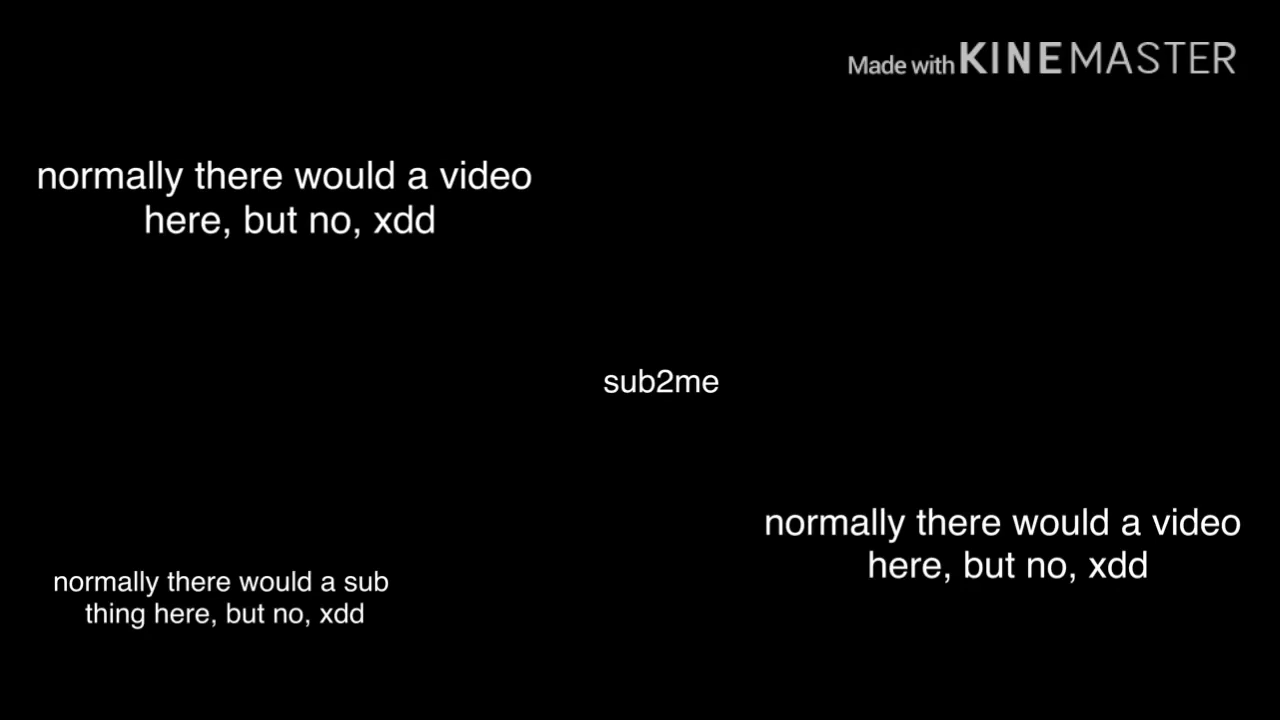 Made with KINEMASTER
normally there would a video
here, but no, xdd
sub2me
normally there would a video
here, but no, xdd
normally there would a sub
thing here, but no, xdd